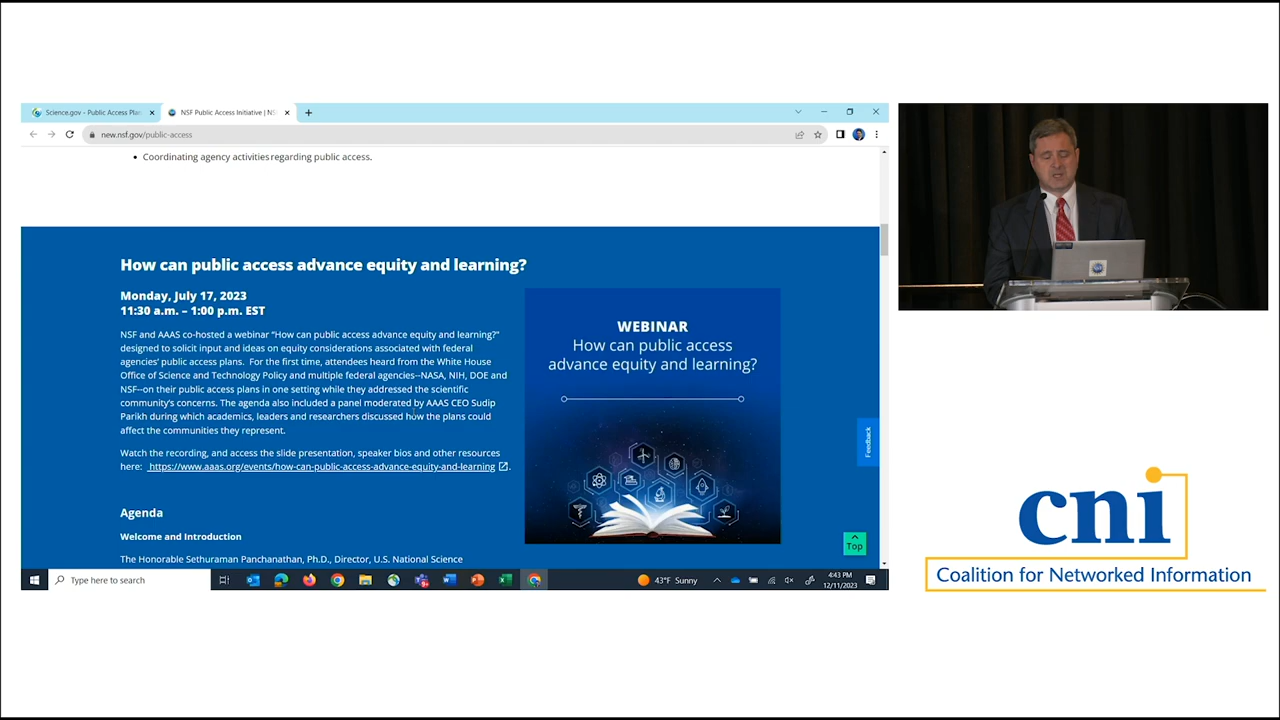 Science.gov - Public Access Plan
NSF Public Access Initiative | NS
new.nsf.gov/public-access
• Coordinating agency activities regarding public access.
How can public access advance equity and learning?
Monday, July 17, 2023
11:30 a.m. – 1:00 p.m. EST
NSF and AAAS co-hosted a webinar “How can public access advance equity and learning?”
designed to solicit input and ideas on equity considerations associated with federal
agencies’ public access plans. For the first time, attendees heard from the White House
Office of Science and Technology Policy and multiple federal agencies--NASA, NIH, DOE and
NSF--on their public access plans in one setting while they addressed the scientific
community’s concerns. The agenda also included a panel moderated by AAAS CEO Sudip
Parikh during which academics, leaders and researchers discussed how the plans could
affect the communities they represent.
Watch the recording, and access the slide presentation, speaker bios and other resources
here: https://www.aaas.org/events/how-can-public-access-advance-equity-and-learning.
Agenda
Welcome and Introduction
The Honorable Sethuraman Panchanathan, Ph.D., Director, U.S. National Science
WEBINAR
How can public access
advance equity and learning?
Feedback
Top
Type here to search
43°F Sunny
4:43 PM
12/11/2023
cni
Coalition for Networked Information